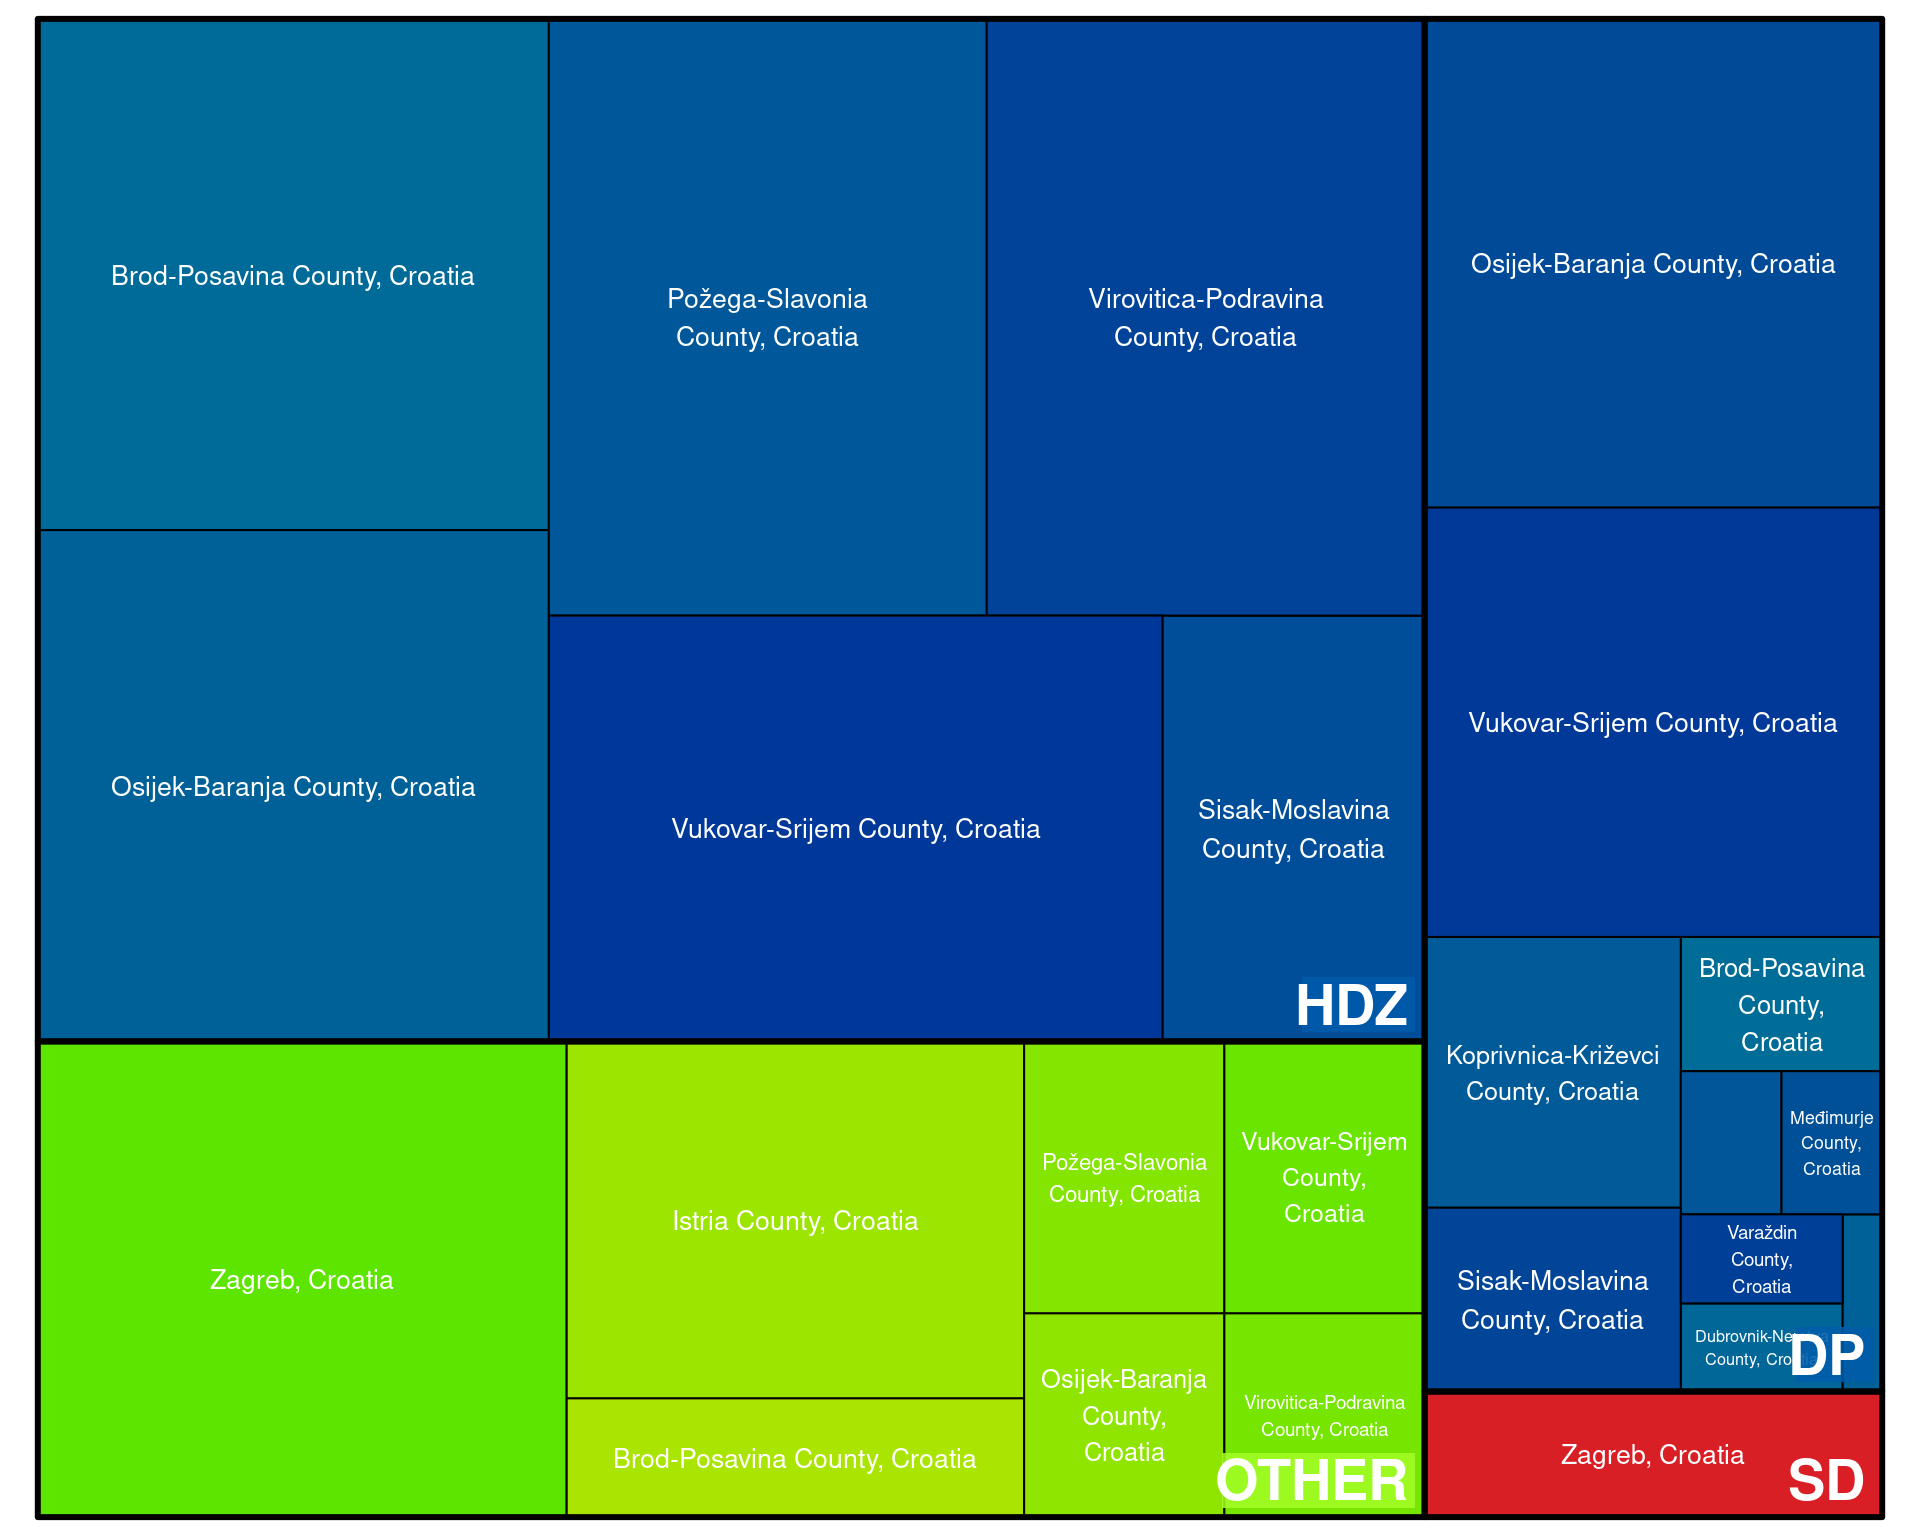 Brod-Posavina County, Croatia
Osijek-Baranja County, Croatia
Požega-Slavonia
County, Croatia
Virovitica-Podravina
County, Croatia
Vukovar-Srijem County, Croatia
Sisak-Moslavina
County, Croatia
HDZ
Osijek-Baranja County, Croatia
Vukovar-Srijem County, Croatia
Koprivnica-Križevci
County, Croatia
Brod-Posavina
County,
Croatia
Međimurje
County,
Croatia
Sisak-Moslavina
County, Croatia
Varaždin
County,
Croatia
Dubrovnik-Neretva
County, Croatia
DP
Zagreb, Croatia
Istria County, Croatia
Brod-Posavina County, Croatia
Požega-Slavonia
County, Croatia
Vukovar-Srijem
County,
Croatia
Osijek-Baranja
County,
Croatia
Virovitica-Podravina
County, Croatia
OTHER
Zagreb, Croatia
SD